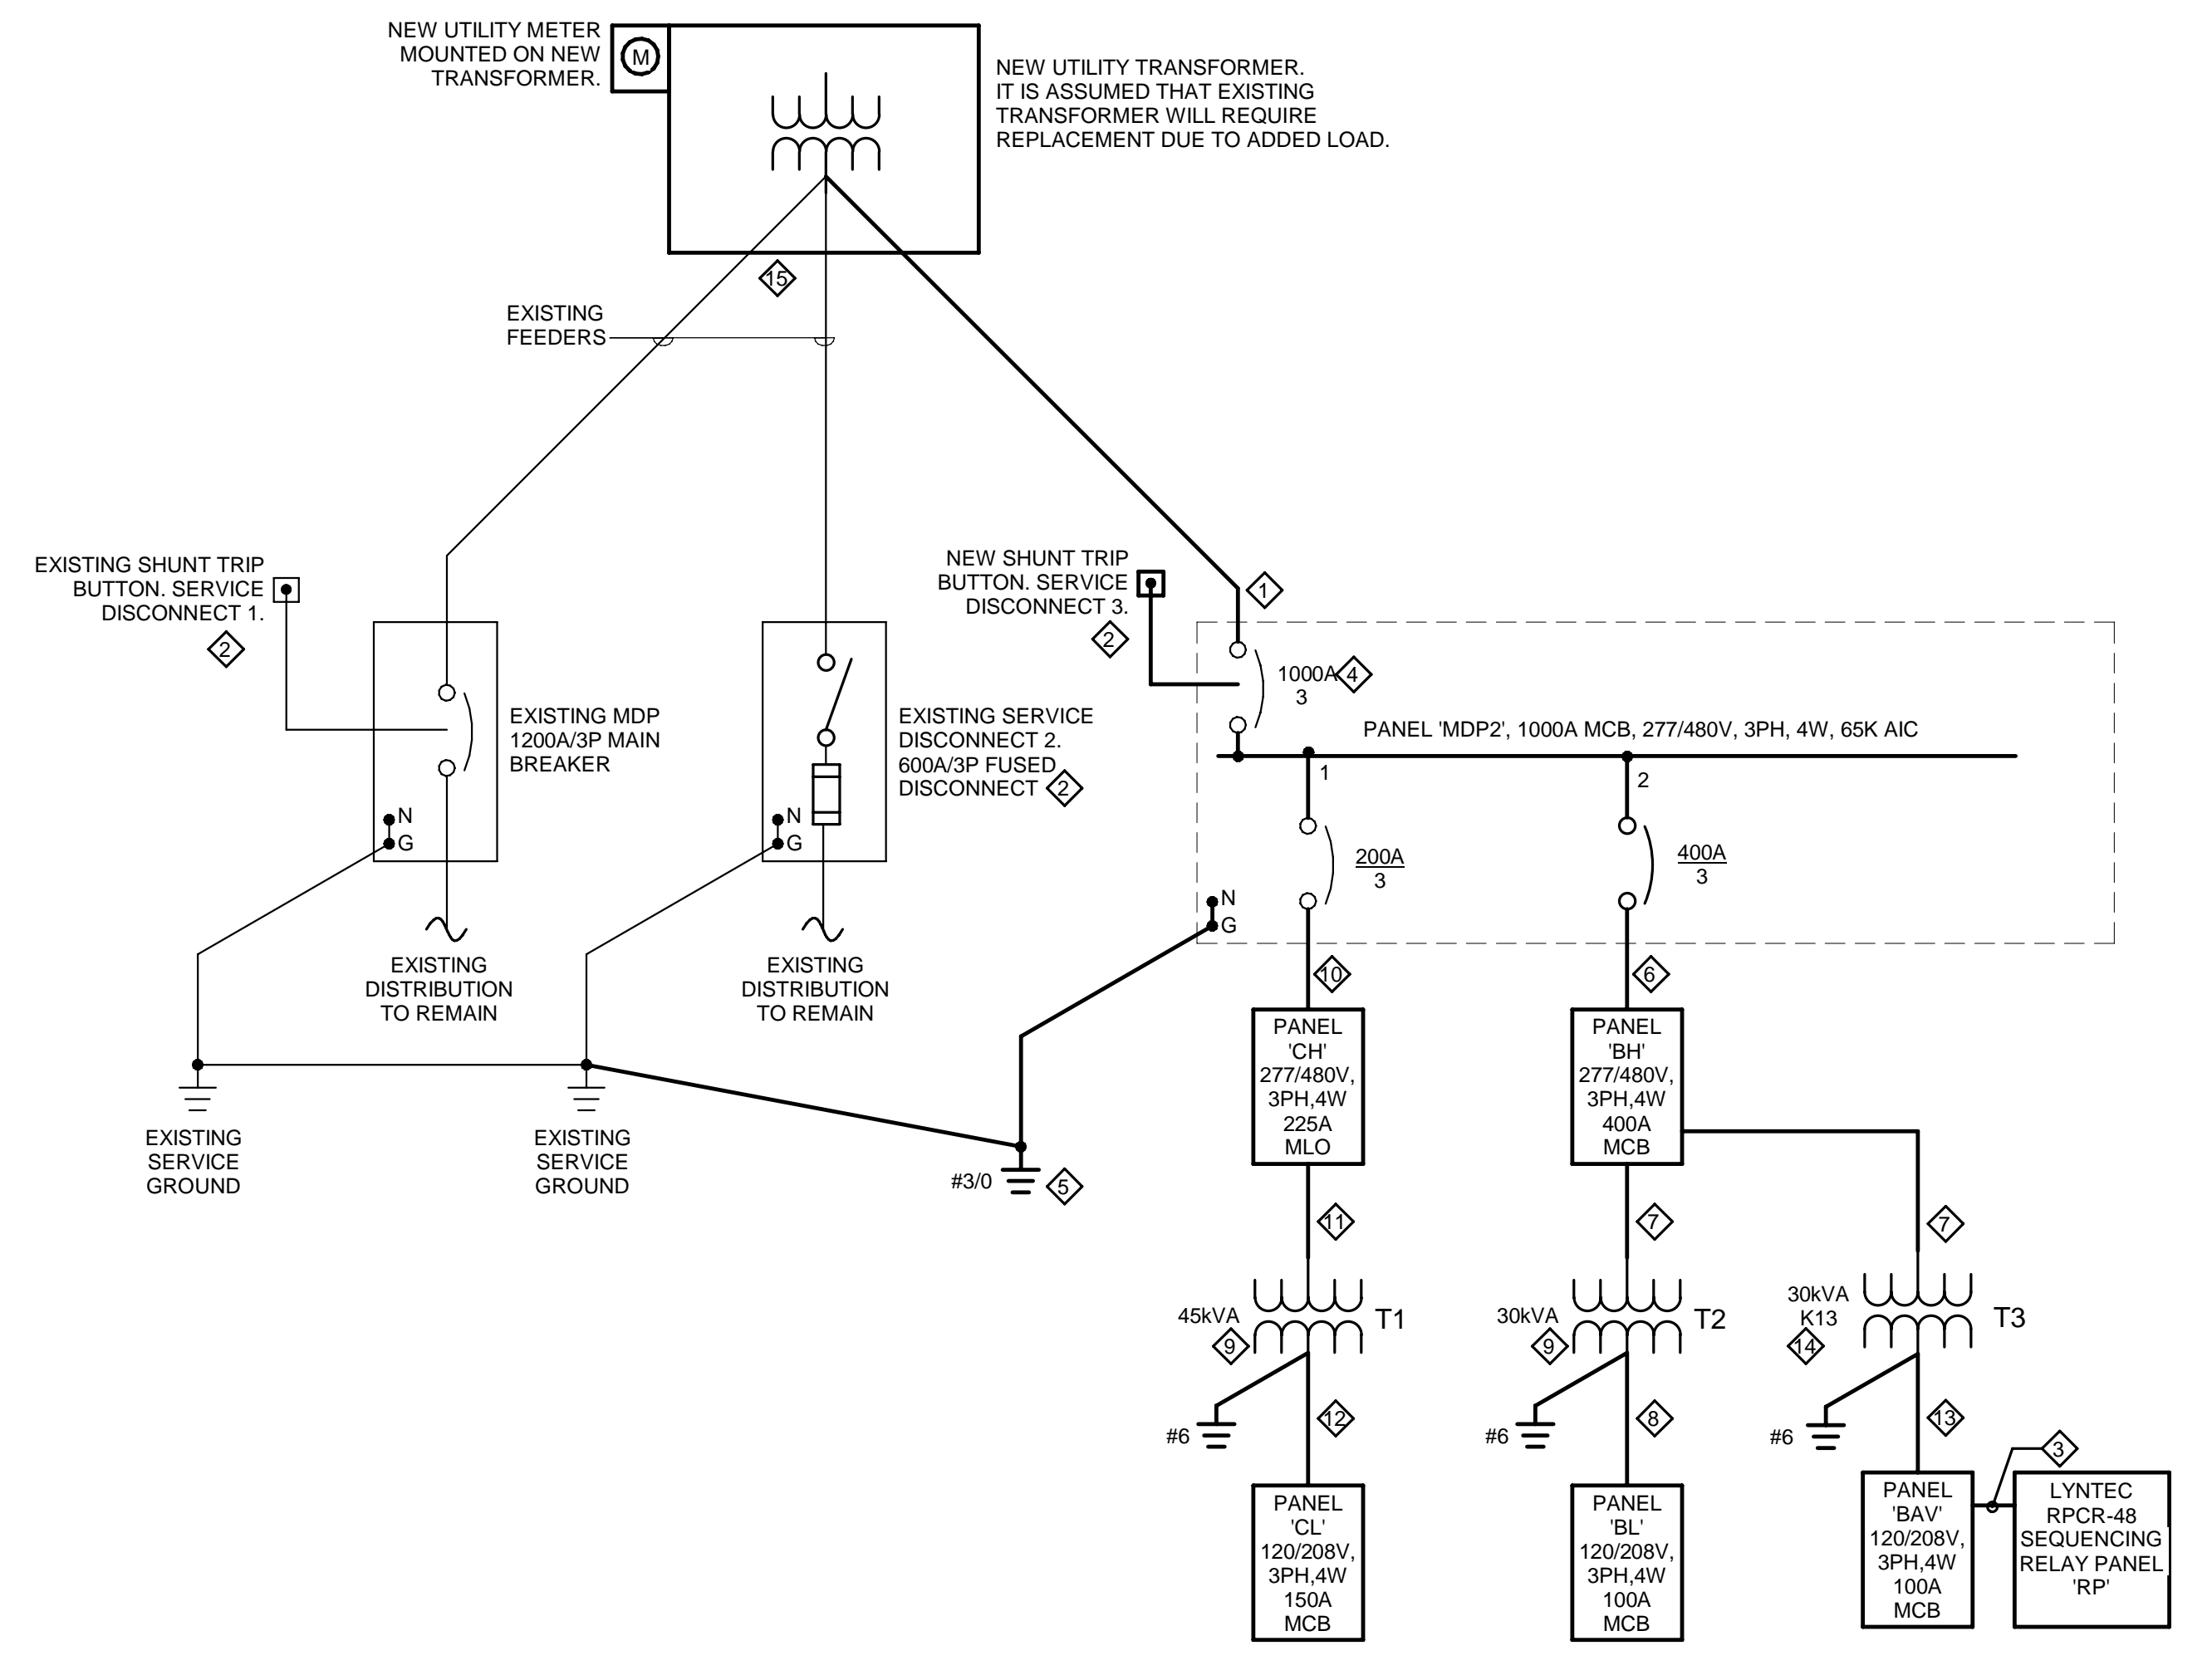 NEW UTILITY METER
MOUNTED ON NEW
TRANSFORMER.
M
NEW UTILITY TRANSFORMER.
IT IS ASSUMED THAT EXISTING
TRANSFORMER WILL REQUIRE
REPLACEMENT DUE TO ADDED LOAD.
15
EXISTING
FEEDERS
EXISTING SHUNT TRIP
BUTTON. SERVICE
DISCONNECT 1.
2
EXISTING MDP
1200A/3P MAIN
BREAKER
N
G
EXISTING
DISTRIBUTION
TO REMAIN
EXISTING SERVICE
DISCONNECT 2.
600A/3P FUSED
DISCONNECT 2
N
G
EXISTING
DISTRIBUTION
TO REMAIN
NEW SHUNT TRIP
BUTTON. SERVICE
DISCONNECT 3.
2
1
1000A 4
3
PANEL 'MDP2', 1000A MCB, 277/480V, 3PH, 4W, 65K AIC
1
2
200A
3
400A
3
N
G
EXISTING
SERVICE
GROUND
EXISTING
SERVICE
GROUND
#3/0
5
10
6
PANEL
'CH'
277/480V,
3PH,4W
225A
MLO
PANEL
'BH'
277/480V,
3PH,4W
400A
MCB
11
7
7
45kVA
9
T1
30kVA
9
T2
30kVA
K13
14
T3
#6
12
#6
8
#6
13
3
PANEL
'CL'
120/208V,
3PH,4W
150A
MCB
PANEL
'BL'
120/208V,
3PH,4W
100A
MCB
PANEL
'BAV'
120/208V,
3PH,4W
100A
MCB
LYNTEC
RPCR-48
SEQUENCING
RELAY PANEL
'RP'